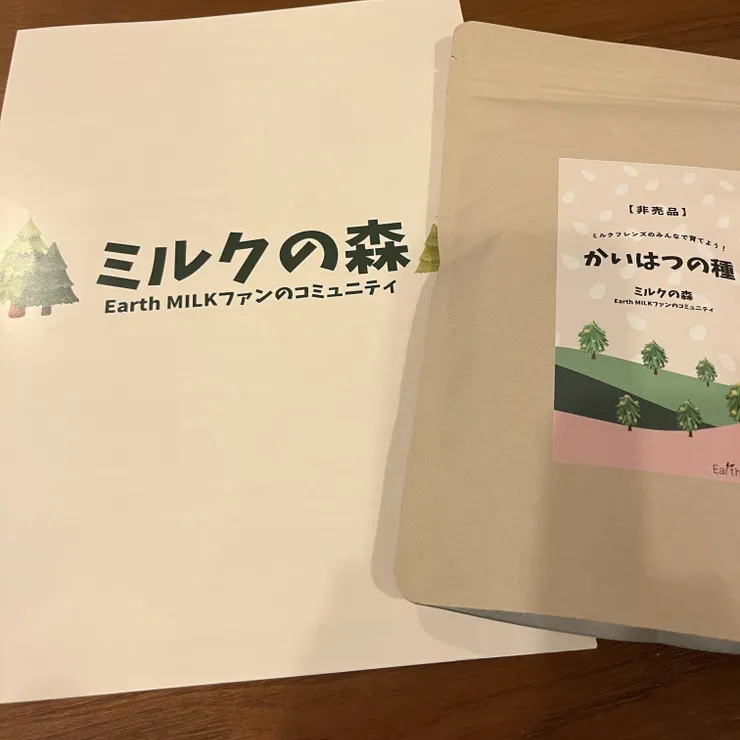 ミルクの森
Earth MILKファンのコミュニティ
【非売品】
ミルクフレンズのみんなで育てよう!
かいはつの種
ミルクの森
Earth MILKファンのコミュニティ
Earth